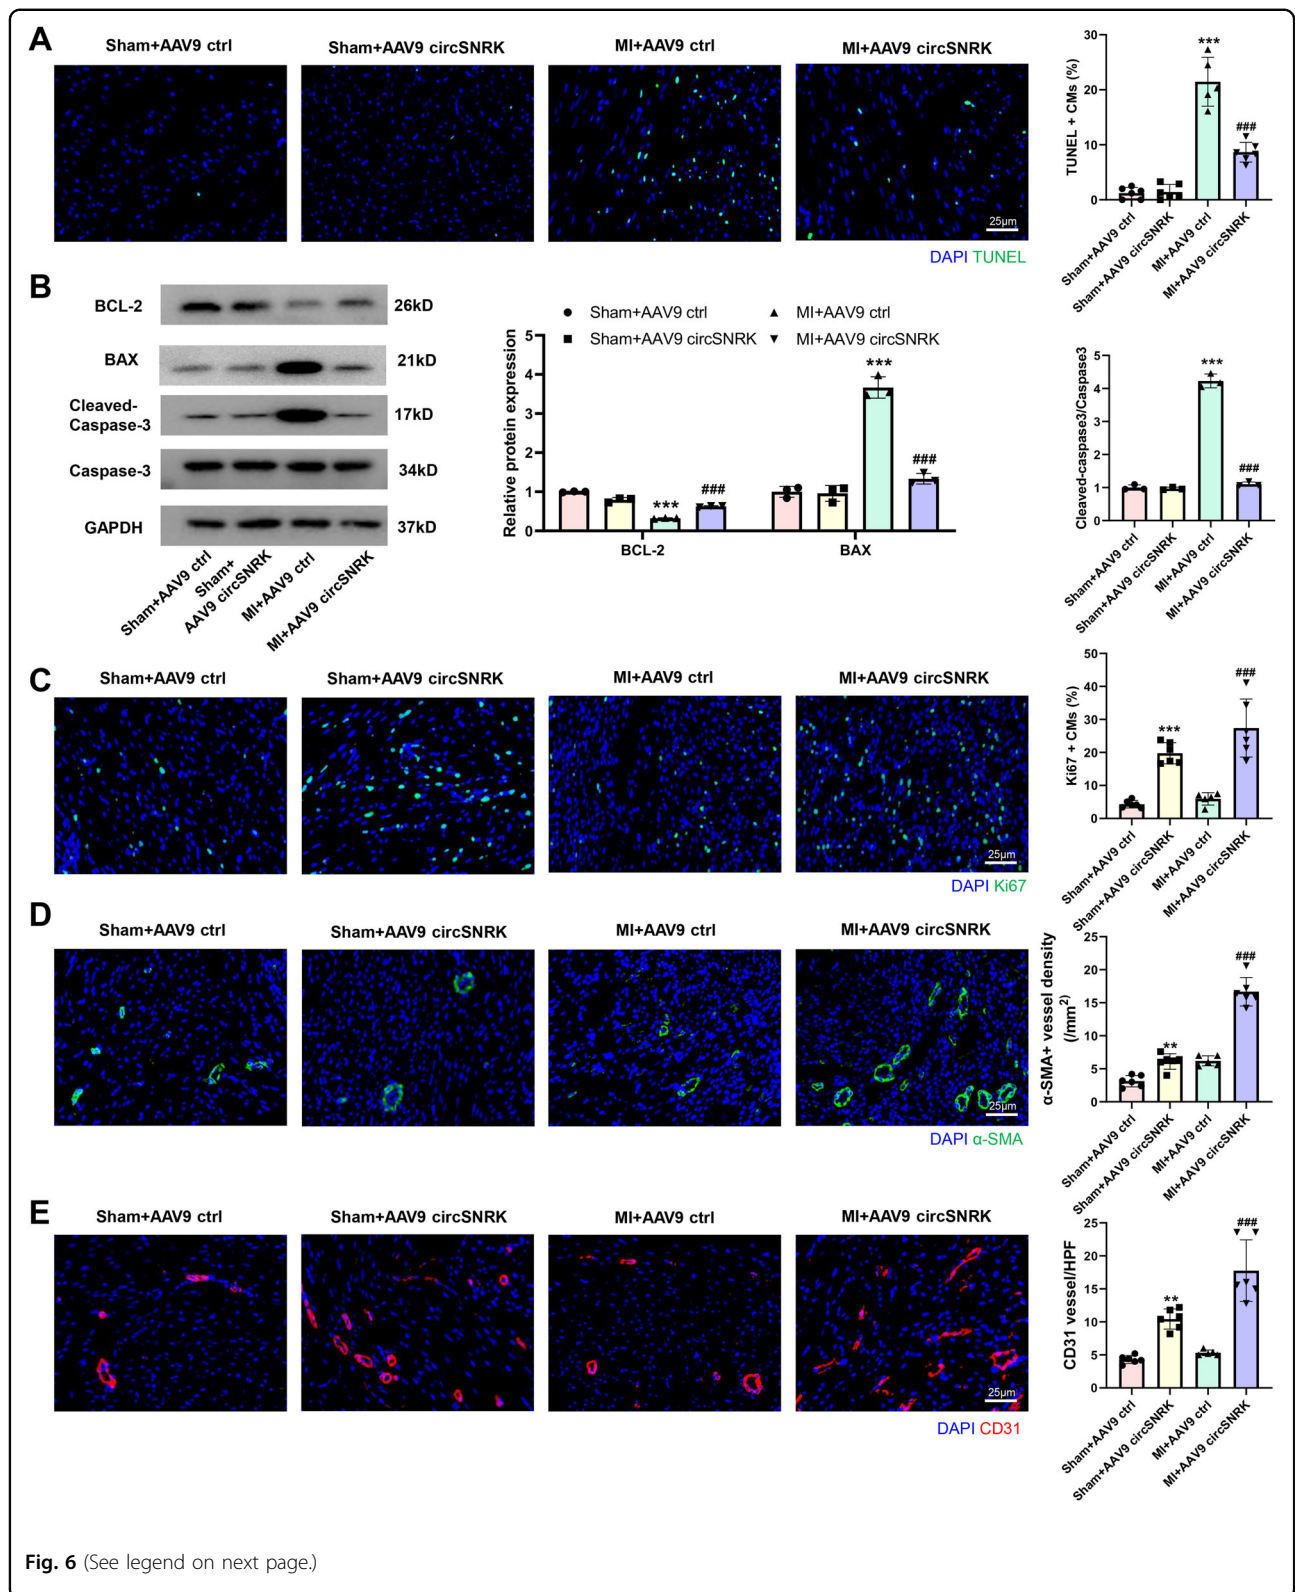 A
Sham+AAV9 ctrl
Sham+AAV9 circSNRK
MI+AAV9 ctrl
MI+AAV9 circSNRK
25μm
DAPI TUNEL
TUNEL + CMs (%)
30
20
10
0
***
###
Sham+AAV9 ctrl
Sham+AAV9 circSNRK
MI+AAV9 ctrl
MI+AAV9 circSNRK
B
BCL-2
26kD
BAX
21kD
Cleaved-
Caspase-3
17kD
Caspase-3
34kD
GAPDH
37kD
Sham+AAV9 ctrl
Sham+
AAV9 circSNRK
MI+AAV9 ctrl
MI+AAV9 circSNRK
Sham+AAV9 ctrl
MI+AAV9 ctrl
Sham+AAV9 circSNRK
MI+AAV9 circSNRK
Relative protein expression
5
4
3
2
1
0
***
###
***
###
BCL-2
BAX
Cleaved-caspase3/Caspase3
5
4
3
2
1
0
***
###
Sham+AAV9 ctrl
Sham+AAV9 circSNRK
MI+AAV9 ctrl
MI+AAV9 circSNRK
C
Sham+AAV9 ctrl
Sham+AAV9 circSNRK
MI+AAV9 ctrl
MI+AAV9 circSNRK
25μm
DAPI Ki67
Ki67 + CMs (%)
50
40
30
20
10
0
***
###
Sham+AAV9 ctrl
Sham+AAV9 circSNRK
MI+AAV9 ctrl
MI+AAV9 circSNRK
D
Sham+AAV9 ctrl
Sham+AAV9 circSNRK
MI+AAV9 ctrl
MI+AAV9 circSNRK
25μm
DAPI α-SMA
α-SMA+ vessel density
(/mm²)
25
20
15
10
5
0
**
###
Sham+AAV9 ctrl
Sham+AAV9 circSNRK
MI+AAV9 ctrl
MI+AAV9 circSNRK
E
Sham+AAV9 ctrl
Sham+AAV9 circSNRK
MI+AAV9 ctrl
MI+AAV9 circSNRK
25μm
DAPI CD31
CD31 vessel/HPF
25
20
15
10
5
0
**
###
Sham+AAV9 ctrl
Sham+AAV9 circSNRK
MI+AAV9 ctrl
MI+AAV9 circSNRK
Fig. 6 (See legend on next page.)